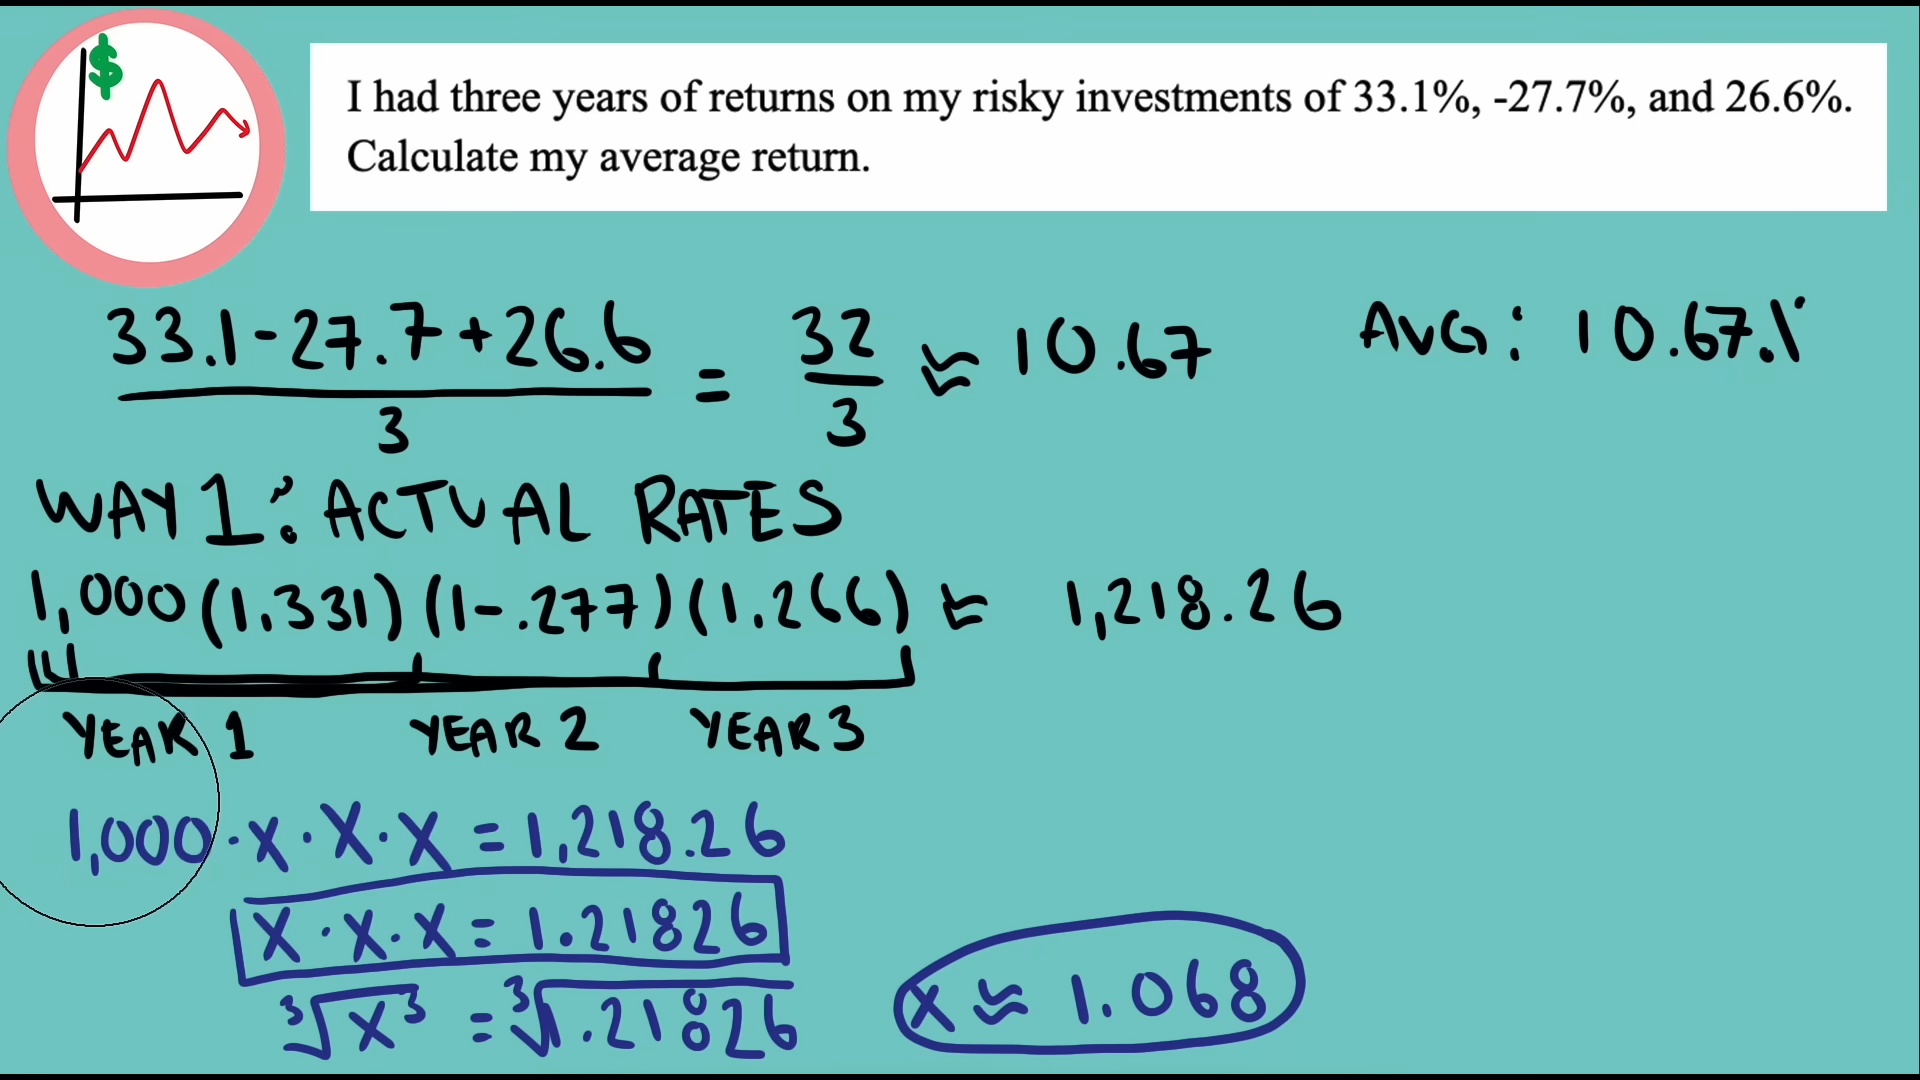 $
I had three years of returns on my risky investments of 33.1%, -27.7%, and 26.6%.
Calculate my average return.
33.1-27.7+26.6
3
= 32
3
≈ 10.67
AVG: 10.67%
WAY 1: ACTUAL RATES
1,000(1.331)(1-.277)(1.266) ≈ 1,218.26
YEAR 1 YEAR 2 YEAR 3
1,000·X·X·X=1,218.26
X·X·X=1.21826
∛X³ = ∛1.21826
X ≈ 1.068